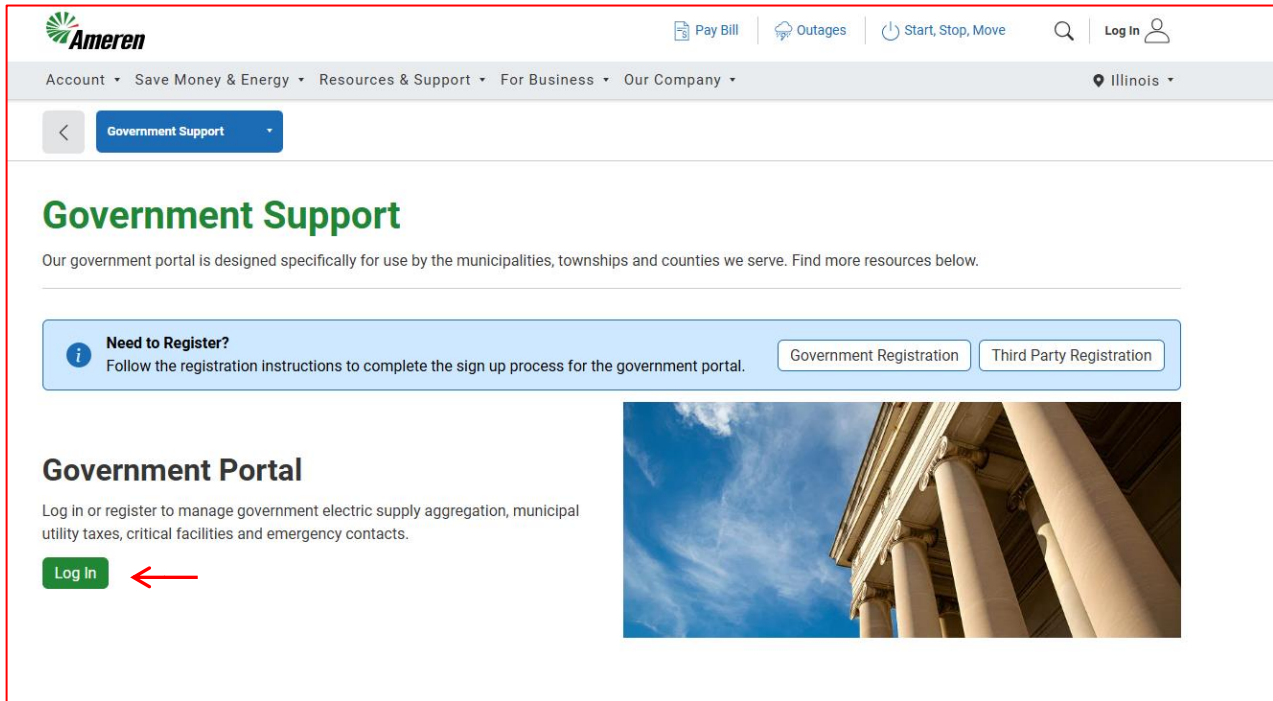 Ameren
Pay Bill Outages Start, Stop, Move Log In
Account Save Money & Energy Resources & Support For Business Our Company Illinois
Government Support
Government Support
Our government portal is designed specifically for use by the municipalities, townships and counties we serve. Find more resources below.
Need to Register?
Follow the registration instructions to complete the sign up process for the government portal.
Government Registration Third Party Registration
Government Portal
Log in or register to manage government electric supply aggregation, municipal
utility taxes, critical facilities and emergency contacts.
Log In